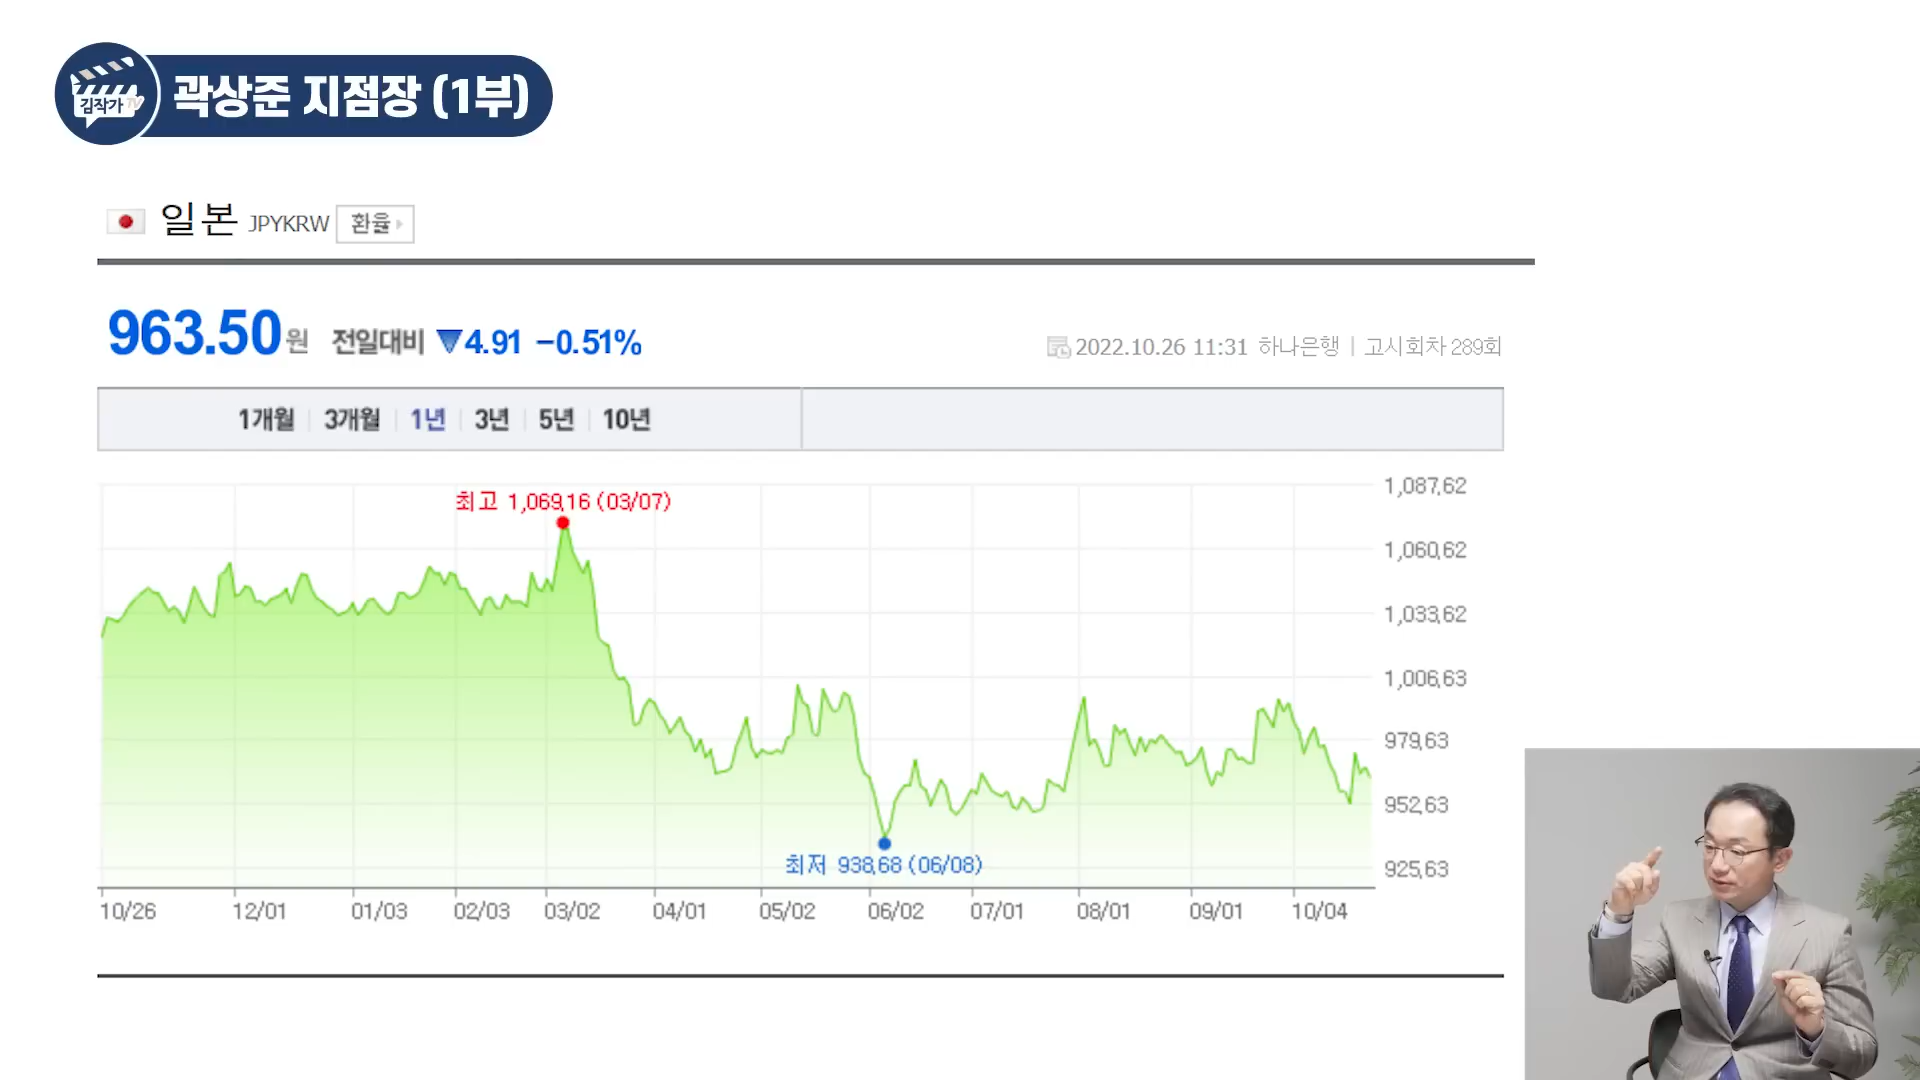 김작가 TV
곽상준 지점장 (1부)
일본 JPYKRW 환율
963.50원 전일대비 ▼4.91 -0.51%
2022.10.26 11:31 하나은행 | 고시회차 289회
1개월 | 3개월 | 1년 | 3년 | 5년 | 10년
최고 1,069.16 (03/07)
최저 938.68 (06/08)
1,087.62
1,060.62
1,033.62
1,006.63
979.63
952.63
925.63
10/26 12/01 01/03 02/03 03/02 04/01 05/02 06/02 07/01 08/01 09/01 10/04